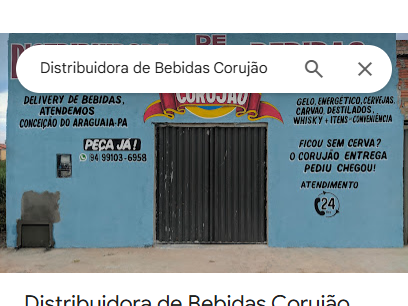 DE
Distribuidora de Bebidas Corujão
CORUJÃO
DELIVERY DE BEBIDAS,
ATENDEMOS
CONCEIÇÃO DO ARAGUAIA-PA
PEÇA JÁ!
94 99103-6958
GELO, ENERGÉTICO, CERVEJAS,
CARVÃO, DESTILADOS,
WHISKY + ITENS - CONVENIÊNCIA
FICOU SEM CERVA?
O CORUJÃO ENTREGA
PEDIU CHEGOU!
ATENDIMENTO
24
Distribuidora de Bebidas Corujão